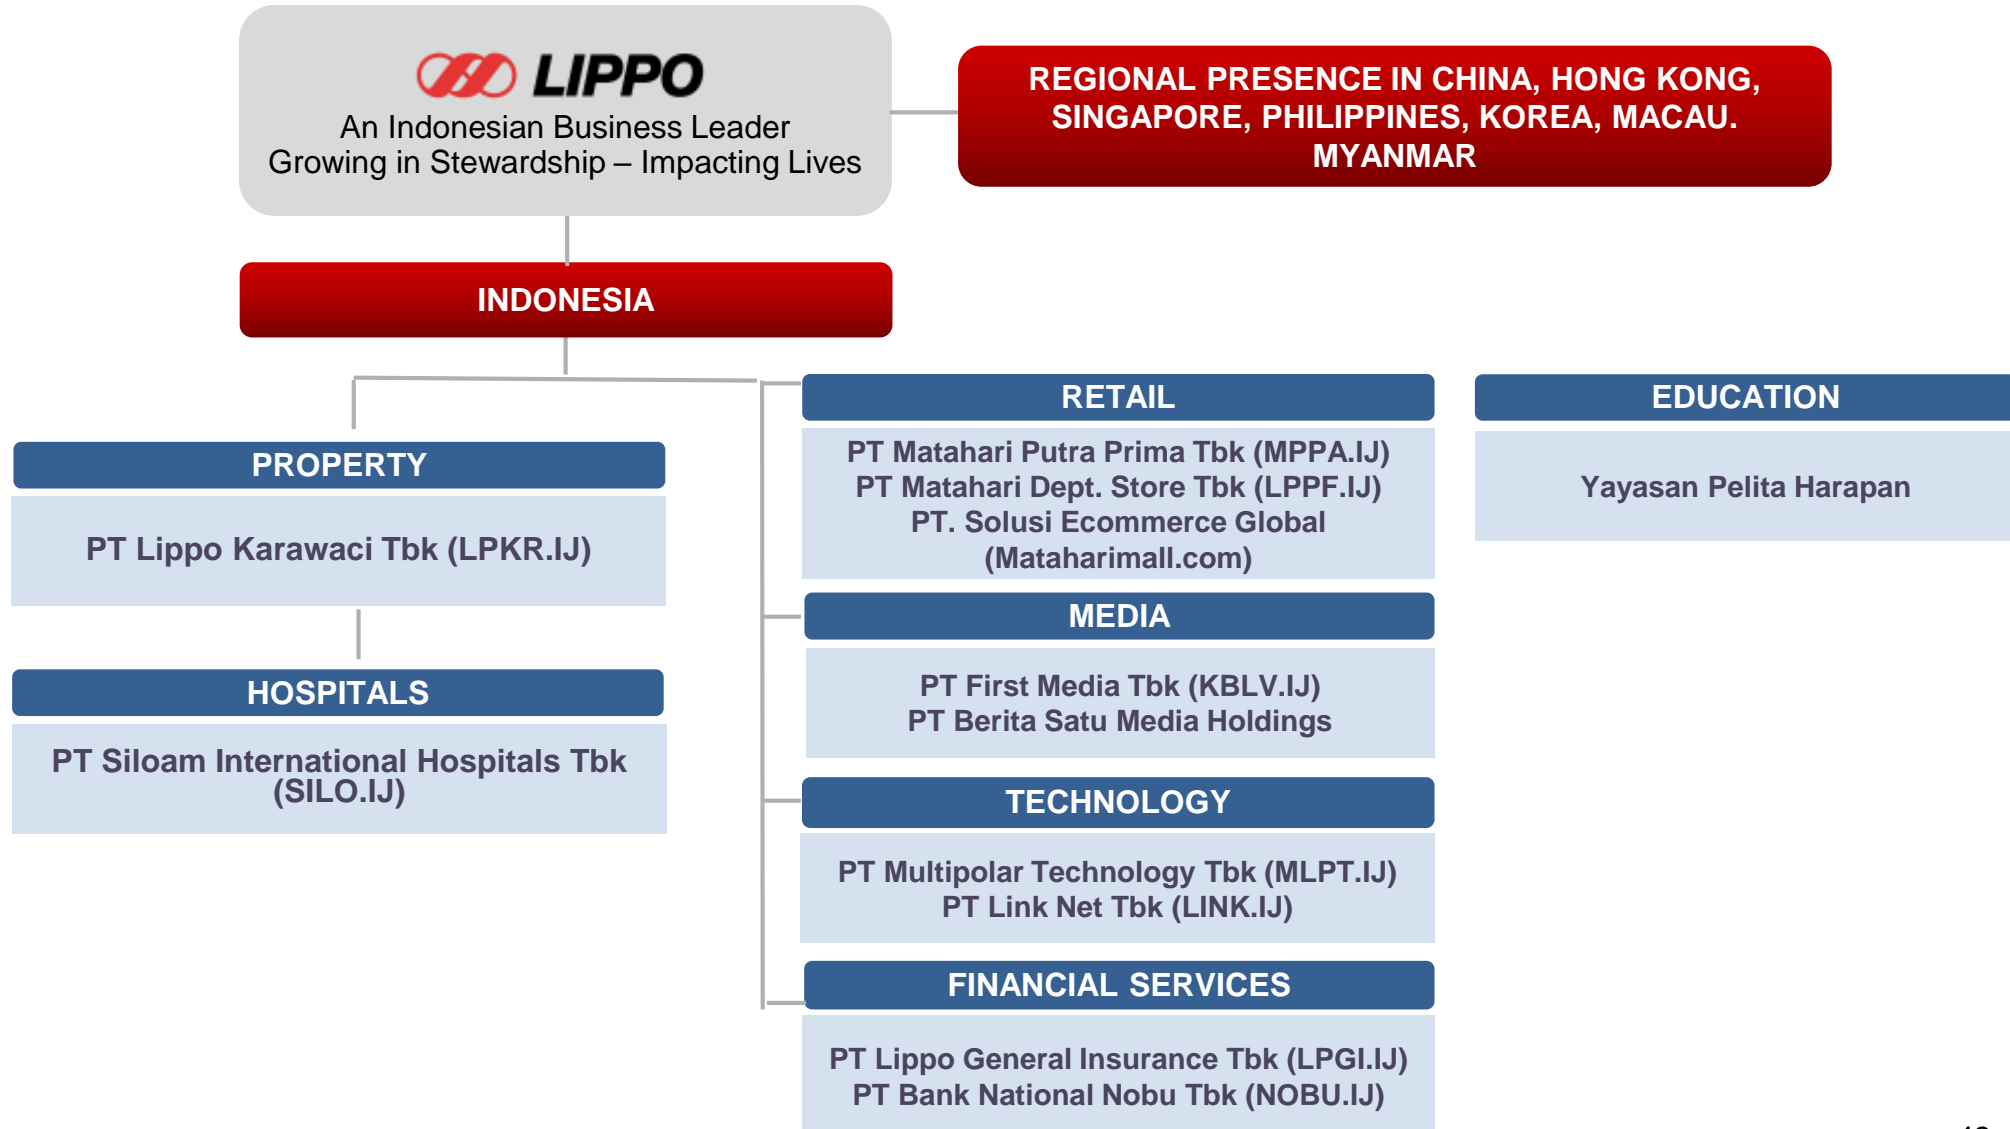 LIPPO
An Indonesian Business Leader
Growing in Stewardship – Impacting Lives
REGIONAL PRESENCE IN CHINA, HONG KONG,
SINGAPORE, PHILIPPINES, KOREA, MACAU.
MYANMAR
INDONESIA
PROPERTY
PT Lippo Karawaci Tbk (LPKR.IJ)
HOSPITALS
PT Siloam International Hospitals Tbk
(SILO.IJ)
RETAIL
PT Matahari Putra Prima Tbk (MPPA.IJ)
PT Matahari Dept. Store Tbk (LPPF.IJ)
PT. Solusi Ecommerce Global
(Mataharimall.com)
MEDIA
PT First Media Tbk (KBLV.IJ)
PT Berita Satu Media Holdings
TECHNOLOGY
PT Multipolar Technology Tbk (MLPT.IJ)
PT Link Net Tbk (LINK.IJ)
FINANCIAL SERVICES
PT Lippo General Insurance Tbk (LPGI.IJ)
PT Bank National Nobu Tbk (NOBU.IJ)
EDUCATION
Yayasan Pelita Harapan